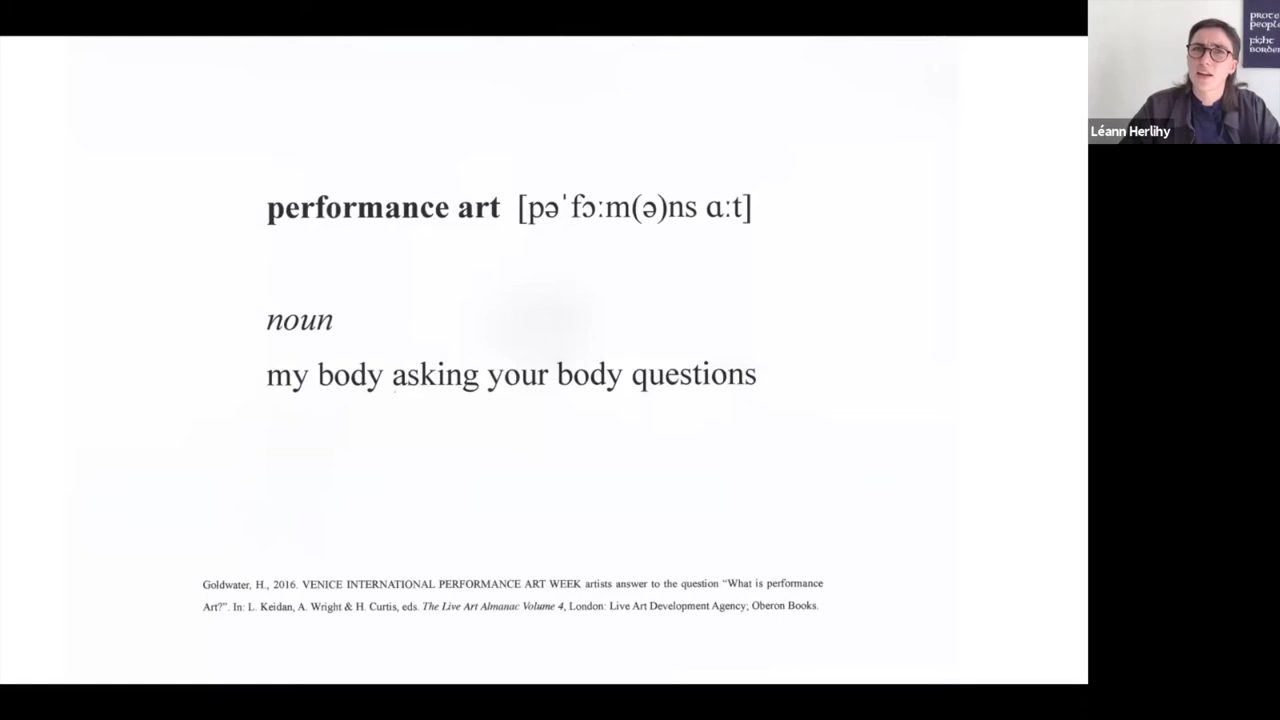 performance art [pəˈfɔːm(ə)ns ɑːt]
noun
my body asking your body questions
Goldwater, H., 2016. VENICE INTERNATIONAL PERFORMANCE ART WEEK artists answer to the question “What is performance
Art?”. In: L. Keidan, A. Wright & H. Curtis, eds. The Live Art Almanac Volume 4, London: Live Art Development Agency; Oberon Books.
Léann Herlihy